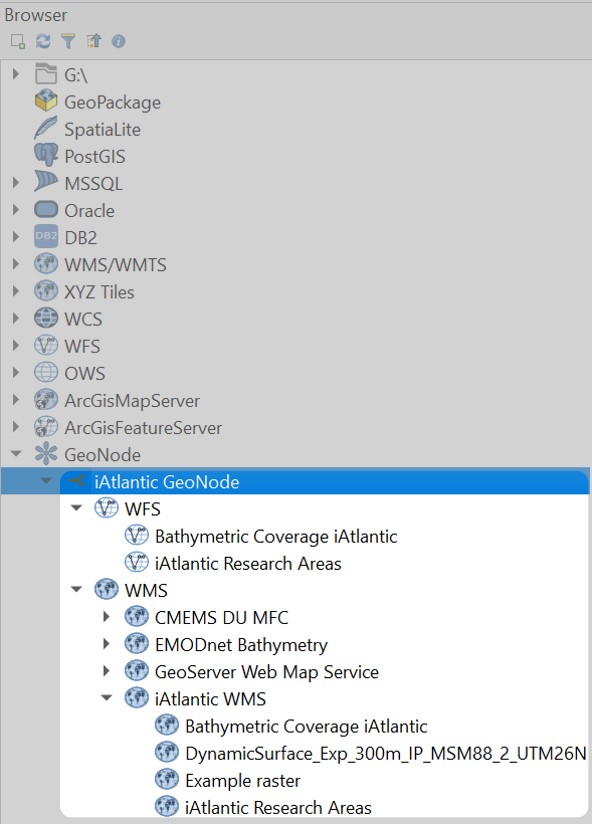 Browser
G:\
GeoPackage
SpatiaLite
PostGIS
MSSQL
Oracle
DB2 DB2
WMS/WMTS
XYZ Tiles
WCS
WFS
OWS
ArcGisMapServer
ArcGisFeatureServer
GeoNode
iAtlantic GeoNode
WFS
Bathymetric Coverage iAtlantic
iAtlantic Research Areas
WMS
CMEMS DU MFC
EMODnet Bathymetry
GeoServer Web Map Service
iAtlantic WMS
Bathymetric Coverage iAtlantic
DynamicSurface_Exp_300m_IP_MSM88_2_UTM26N
Example raster
iAtlantic Research Areas